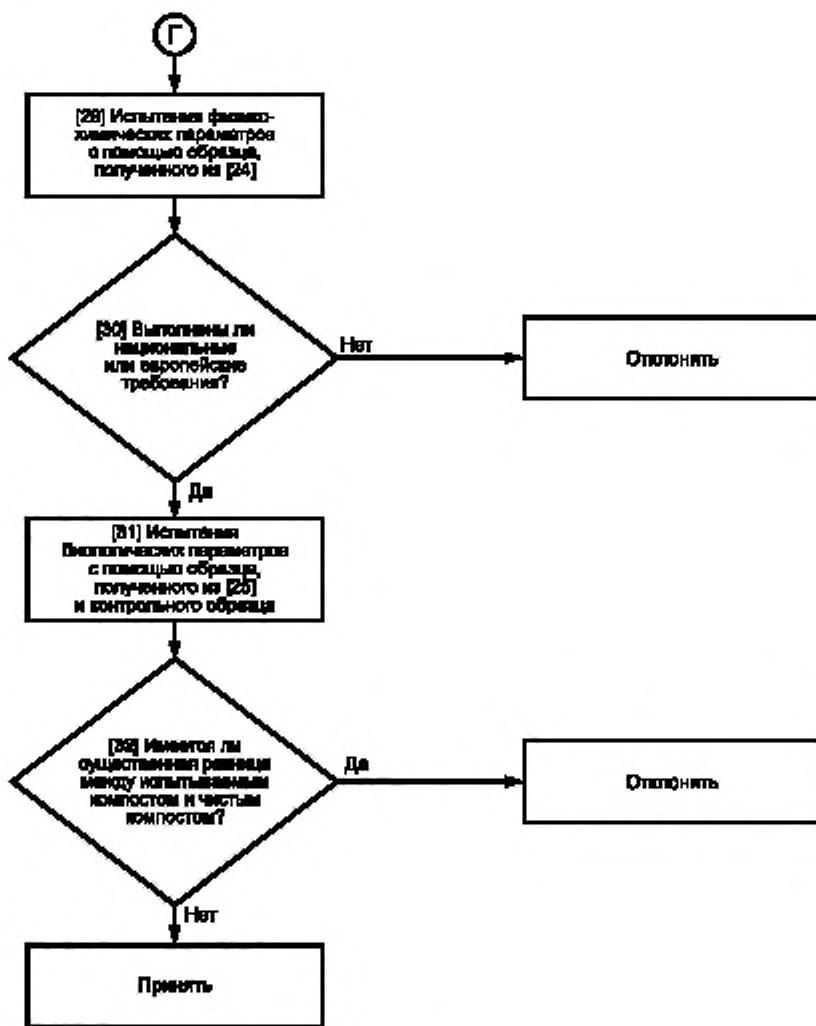 Г
[29] Испытания физико-
химических параметров
с помощью образца,
полученного из [24]
[30] Выполнены ли
национальные
или европейские
требования?
Нет
Отклонить
Да
[31] Испытания
биологических параметров
с помощью образца,
полученного из [25]
и контрольного образца
[32] Имеется ли
существенная разница
между испытываемым
компостом и чистым
компостом?
Да
Отклонить
Нет
Принять